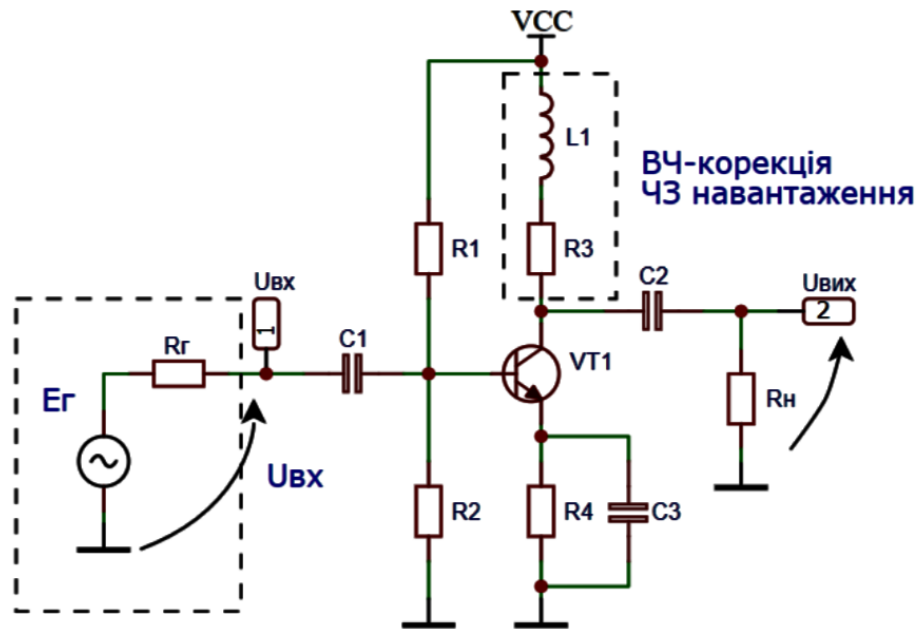 VCC
L1
ВЧ-корекція
ЧЗ навантаження
R1
R3
Uвх
1
C1
C2
Uвих
2
Rг
Eг
VT1
Rн
Uвх
R2
R4
C3